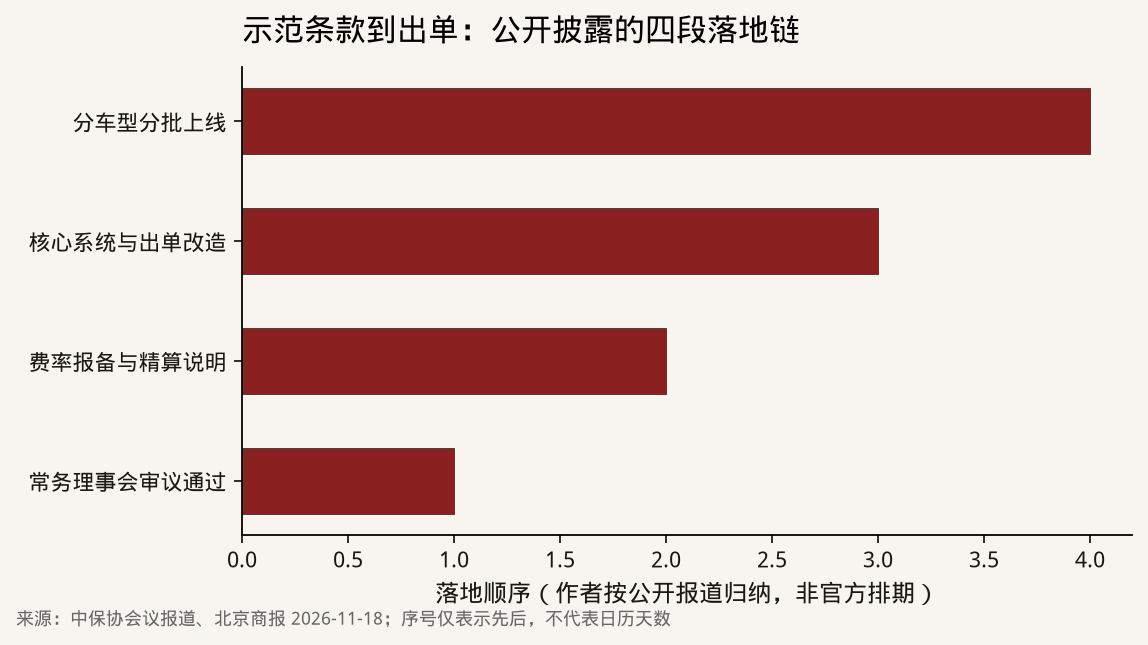 示范条款到出单：公开披露的四段落地链
分车型分批上线
核心系统与出单改造
费率报备与精算说明
常务理事会审议通过
0.0 0.5 1.0 1.5 2.0 2.5 3.0 3.5 4.0
落地顺序（作者按公开报道归纳，非官方排期）
来源：中保协会议报道、北京商报 2026-11-18；序号仅表示先后，不代表日历天数